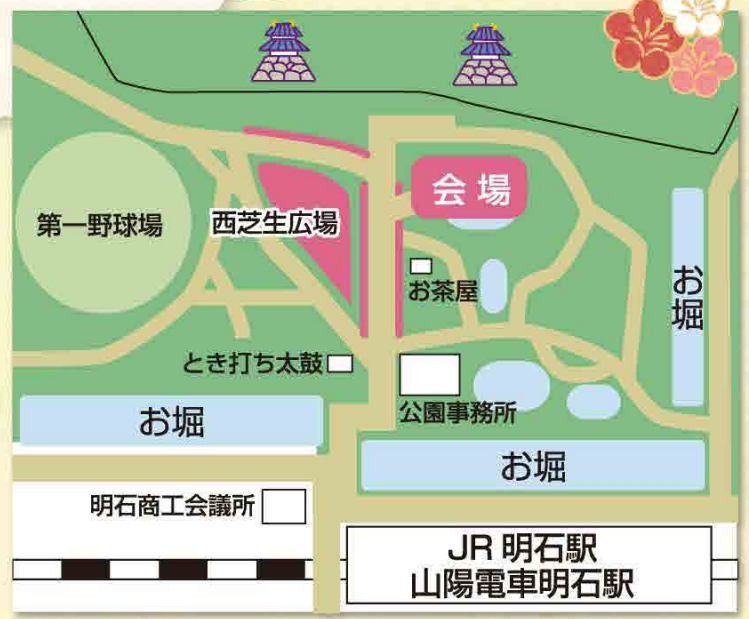 会場
第一野球場
西芝生広場
お堀
お茶屋
とき打ち太鼓
公園事務所
お堀
お堀
明石商工会議所
JR 明石駅
山陽電車明石駅